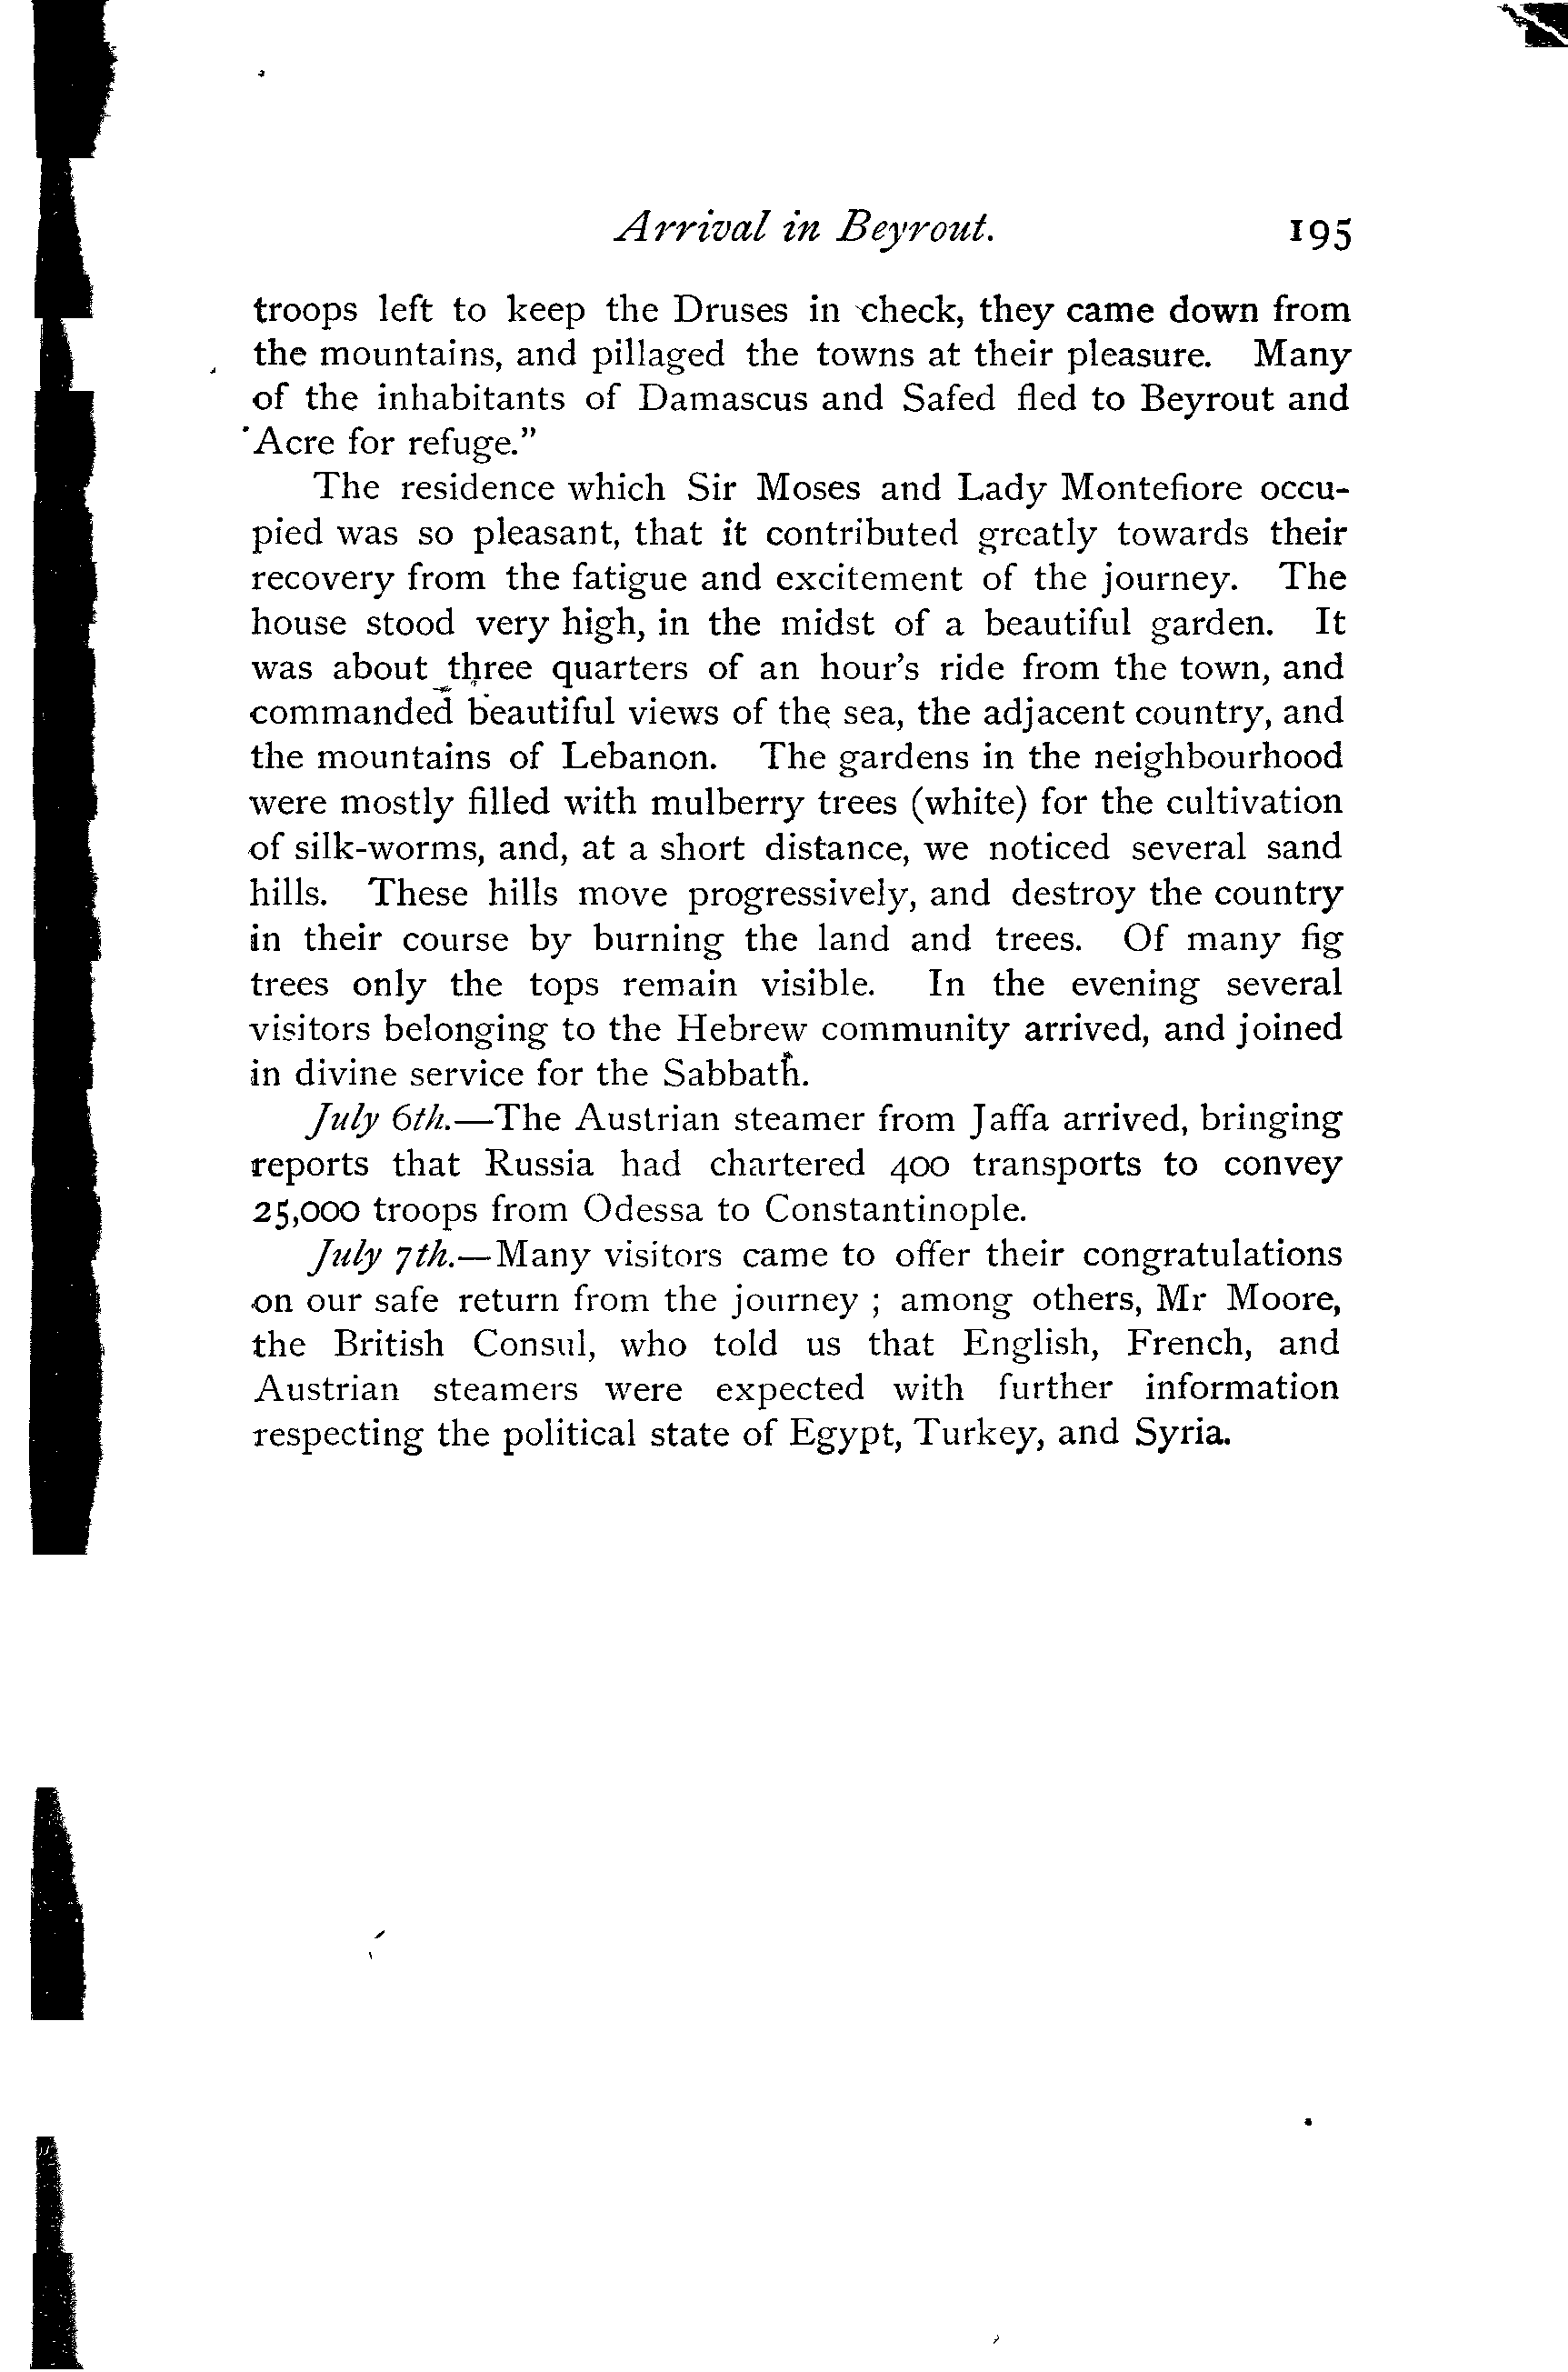 Arrival in Beyrout. 195
troops left to keep the Druses in check, they came down from
the mountains, and pillaged the towns at their pleasure. Many
of the inhabitants of Damascus and Safed fled to Beyrout and
Acre for refuge."
The residence which Sir Moses and Lady Montefiore occu-
pied was so pleasant, that it contributed greatly towards their
recovery from the fatigue and excitement of the journey. The
house stood very high, in the midst of a beautiful garden. It
was about three quarters of an hour's ride from the town, and
commanded beautiful views of the sea, the adjacent country, and
the mountains of Lebanon. The gardens in the neighbourhood
were mostly filled with mulberry trees (white) for the cultivation
of silk-worms, and, at a short distance, we noticed several sand
hills. These hills move progressively, and destroy the country
in their course by burning the land and trees. Of many fig
trees only the tops remain visible. In the evening several
visitors belonging to the Hebrew community arrived, and joined
in divine service for the Sabbath.
July 6th.—The Austrian steamer from Jaffa arrived, bringing
reports that Russia had chartered 400 transports to convey
25,000 troops from Odessa to Constantinople.
July 7th.—Many visitors came to offer their congratulations
on our safe return from the journey ; among others, Mr Moore,
the British Consul, who told us that English, French, and
Austrian steamers were expected with further information
respecting the political state of Egypt, Turkey, and Syria.